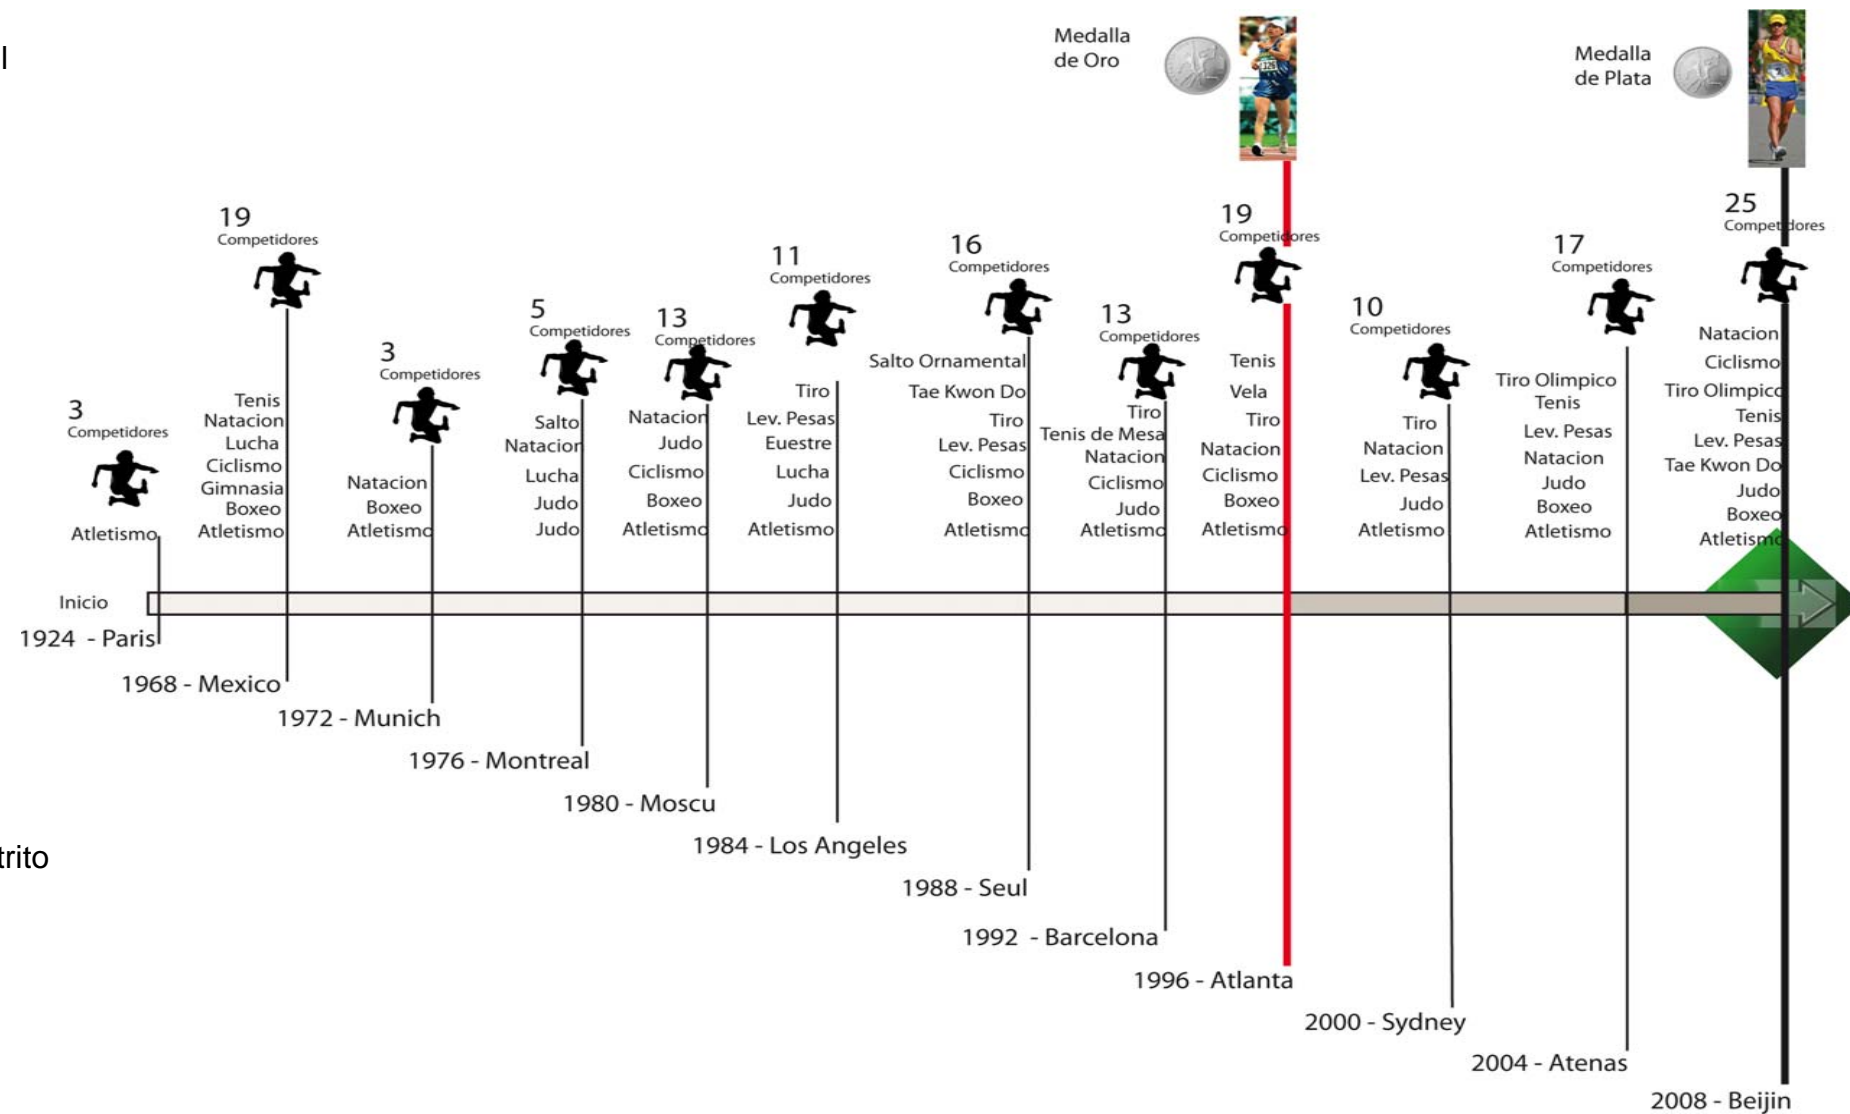 l
trito
Medalla
de Oro
Medalla
de Plata
3
Competidores
Atletismo
Inicio
1924 - Paris
19
Competidores
Tenis
Natacion
Lucha
Ciclismo
Gimnasia
Boxeo
Atletismo
1968 - Mexico
3
Competidores
Natacion
Boxeo
Atletismo
1972 - Munich
5
Competidores
Salto
Natacion
Lucha
Judo
Judo
1976 - Montreal
13
Competidores
Natacion
Judo
Ciclismo
Boxeo
Atletismo
1980 - Moscu
11
Competidores
Tiro
Lev. Pesas
Euestre
Lucha
Judo
Atletismo
1984 - Los Angeles
16
Competidores
Salto Ornamental
Tae Kwon Do
Tiro
Lev. Pesas
Ciclismo
Boxeo
Atletismo
1988 - Seul
13
Competidores
Tiro
Tenis de Mesa
Natacion
Ciclismo
Judo
Atletismo
1992 - Barcelona
19
Competidores
Tenis
Vela
Tiro
Natacion
Ciclismo
Boxeo
Atletismo
1996 - Atlanta
10
Competidores
Tiro
Natacion
Lev. Pesas
Judo
Atletismo
2000 - Sydney
17
Competidores
Tiro Olimpico
Tenis
Lev. Pesas
Natacion
Judo
Boxeo
Atletismo
2004 - Atenas
25
Competidores
Natacion
Ciclismo
Tiro Olimpico
Tenis
Lev. Pesas
Tae Kwon Do
Judo
Boxeo
Atletismo
2008 - Beijin